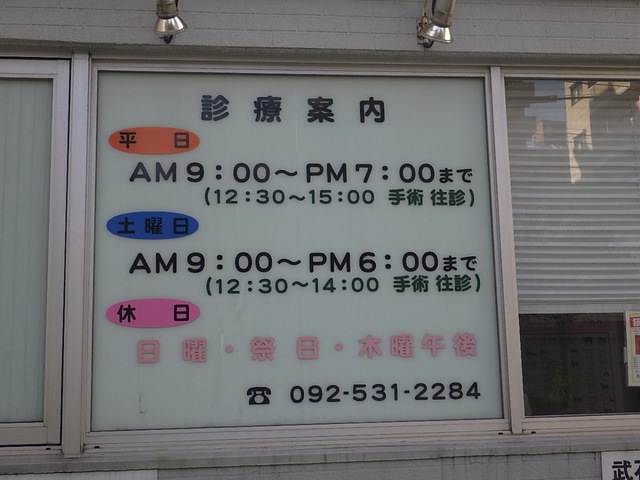 診療案内
平日
AM9:00～PM7:00まで
(12:30～15:00 手術 往診)
土曜日
AM9:00～PM6:00まで
(12:30～14:00 手術 往診)
休日
日曜・祭日・木曜午後
☎ 092-531-2284
武石